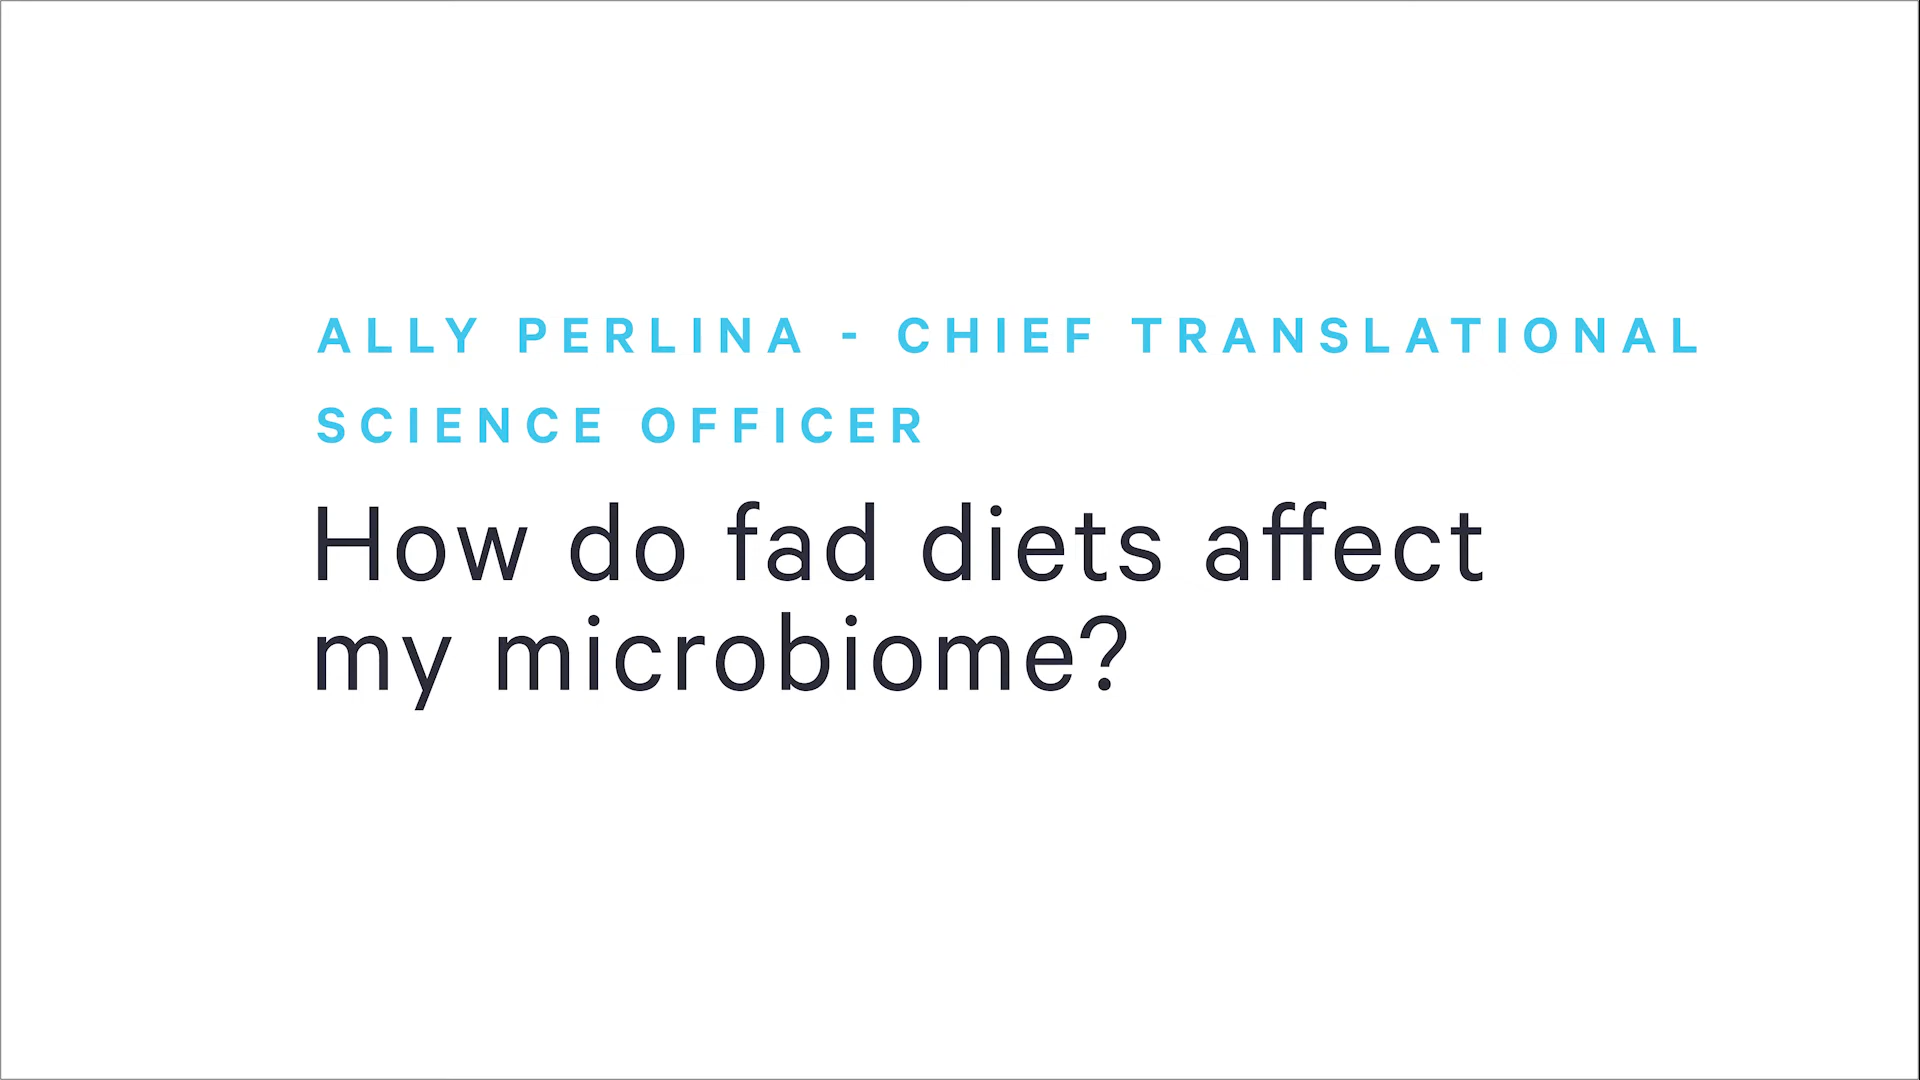 ALLY PERLINA - CHIEF TRANSLATIONAL
SCIENCE OFFICER
How do fad diets affect
my microbiome?